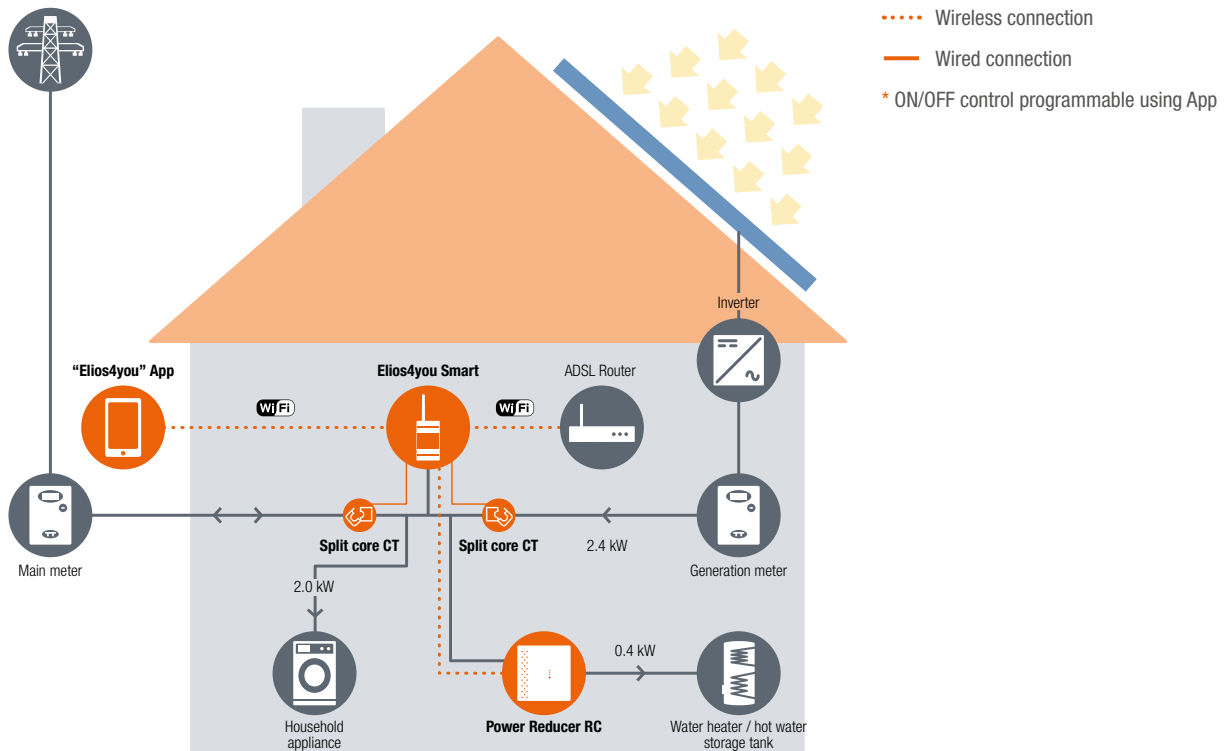 Wireless connection
Wired connection
* ON/OFF control programmable using App
Inverter
“Elios4you” App
Elios4you Smart
ADSL Router
WiFi
WiFi
Split core CT
Split core CT
2.4 kW
Main meter
Generation meter
2.0 kW
0.4 kW
Household
appliance
Power Reducer RC
Water heater / hot water
storage tank